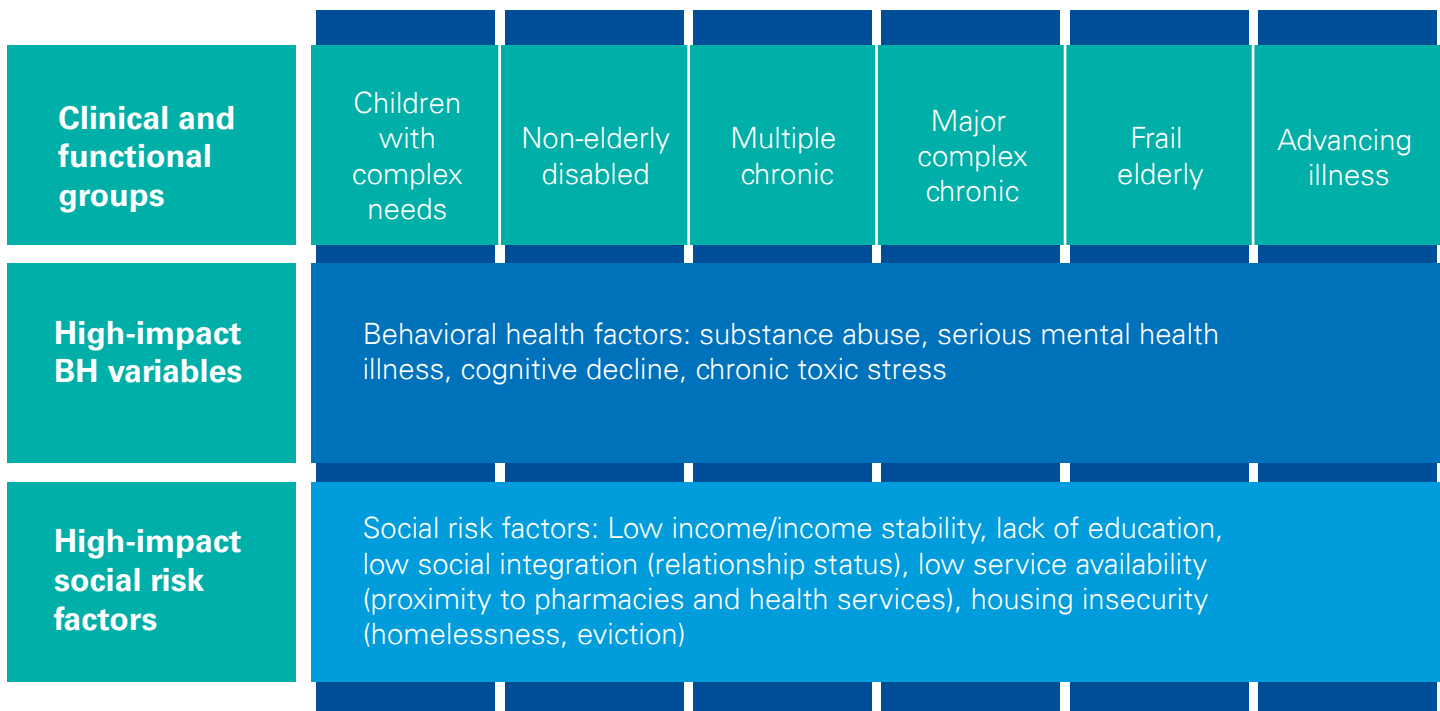 Clinical and
functional
groups
Children
with
complex
needs
Non-elderly
disabled
Multiple
chronic
Major
complex
chronic
Frail
elderly
Advancing
illness
High-impact
BH variables
Behavioral health factors: substance abuse, serious mental health
illness, cognitive decline, chronic toxic stress
High-impact
social risk
factors
Social risk factors: Low income/income stability, lack of education,
low social integration (relationship status), low service availability
(proximity to pharmacies and health services), housing insecurity
(homelessness, eviction)